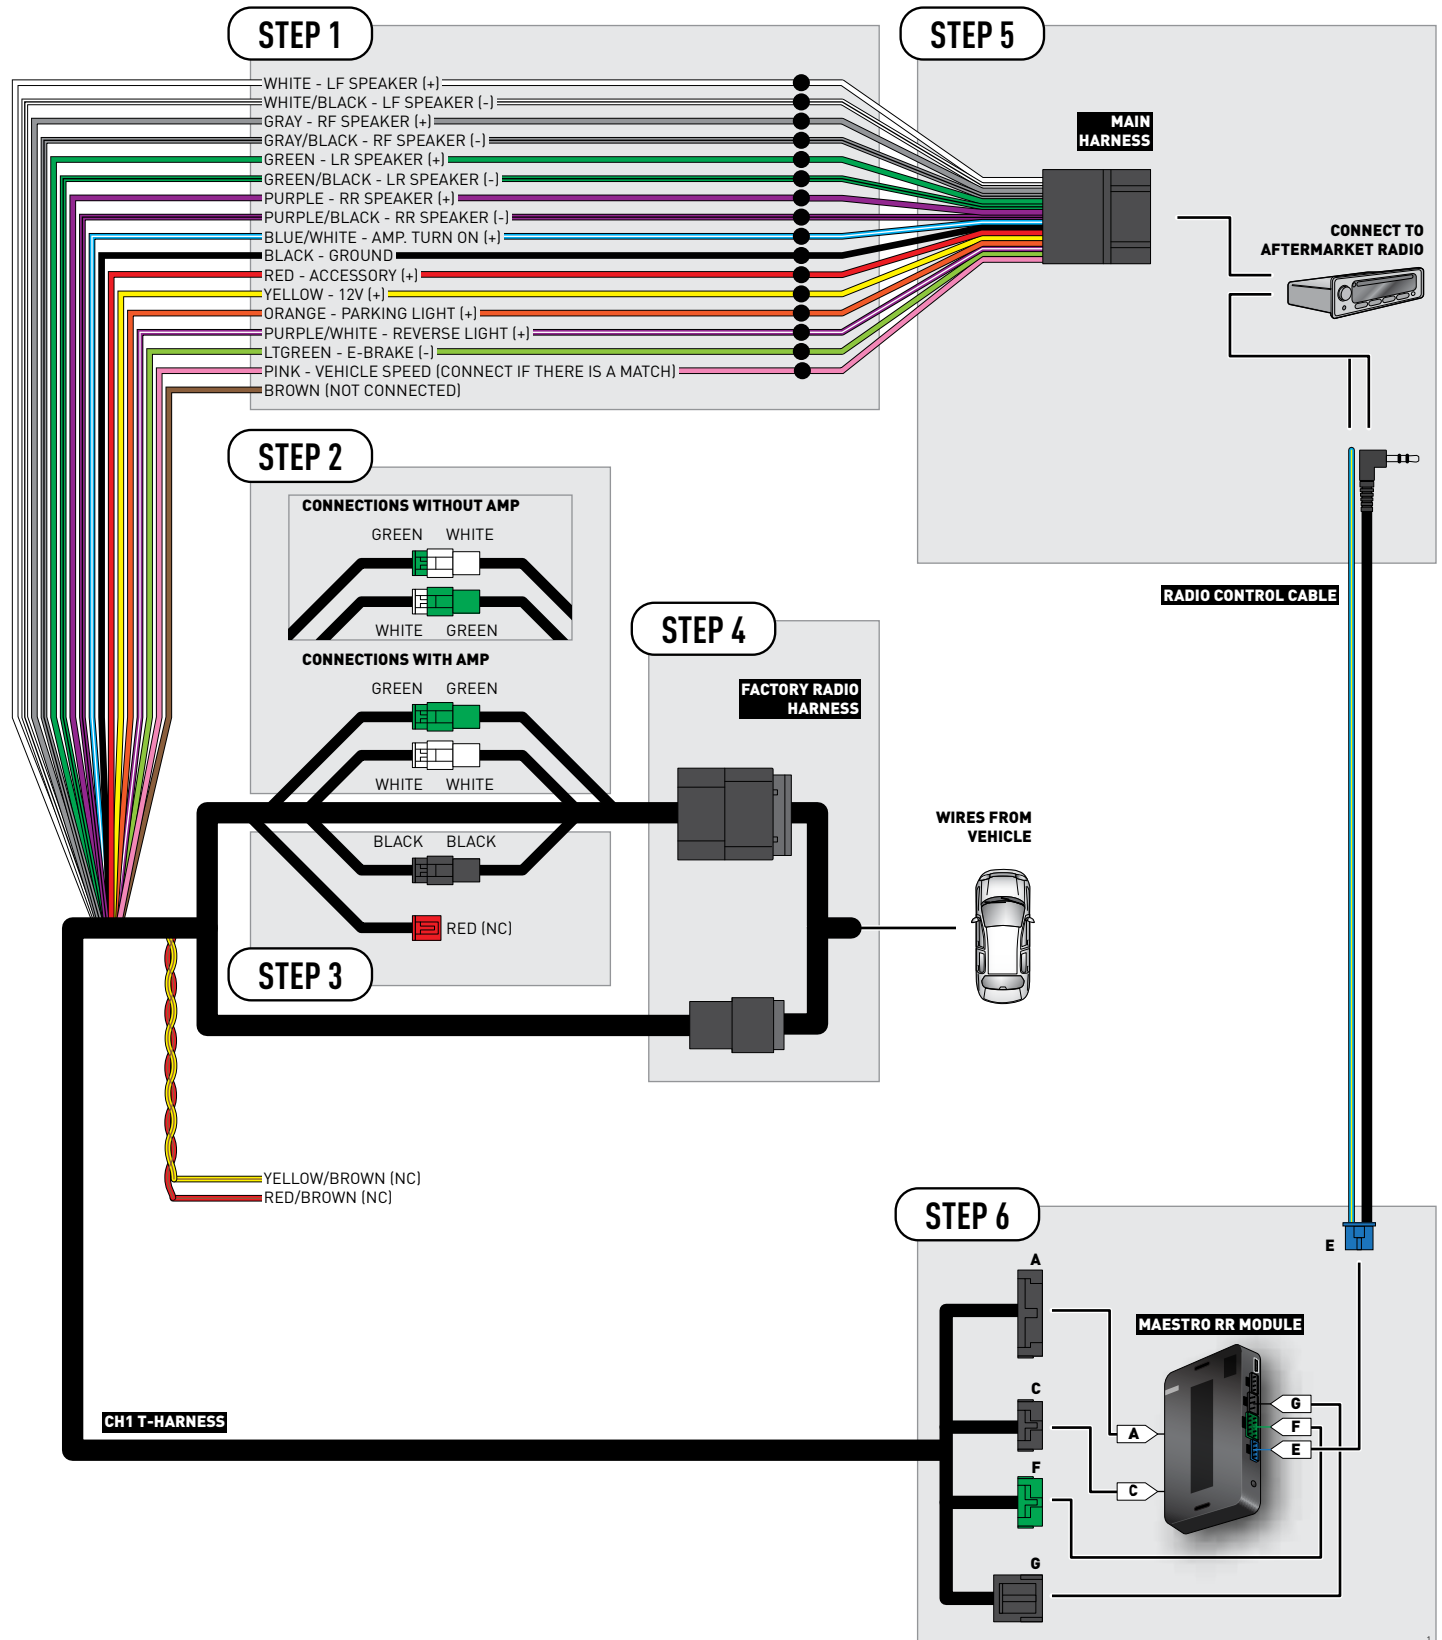 STEP 1
WHITE - LF SPEAKER (+)
WHITE/BLACK - LF SPEAKER (-)
GRAY - RF SPEAKER (+)
GRAY/BLACK - RF SPEAKER (-)
GREEN - LR SPEAKER (+)
GREEN/BLACK - LR SPEAKER (-)
PURPLE - RR SPEAKER (+)
PURPLE/BLACK - RR SPEAKER (-)
BLUE/WHITE - AMP. TURN ON (+)
BLACK - GROUND
RED - ACCESSORY (+)
YELLOW - 12V (+)
ORANGE - PARKING LIGHT (+)
PURPLE/WHITE - REVERSE LIGHT (+)
LTGREEN - E-BRAKE (-)
PINK - VEHICLE SPEED (CONNECT IF THERE IS A MATCH)
BROWN (NOT CONNECTED)
STEP 5
MAIN
HARNESS
CONNECT TO
AFTERMARKET RADIO
RADIO CONTROL CABLE
STEP 2
CONNECTIONS WITHOUT AMP
GREEN WHITE
WHITE GREEN
CONNECTIONS WITH AMP
GREEN GREEN
WHITE WHITE
STEP 4
FACTORY RADIO
HARNESS
BLACK BLACK
RED (NC)
STEP 3
WIRES FROM
VEHICLE
YELLOW/BROWN (NC)
RED/BROWN (NC)
CH1 T-HARNESS
STEP 6
E
A
MAESTRO RR MODULE
C
G
F
A
E
F
C
G
1